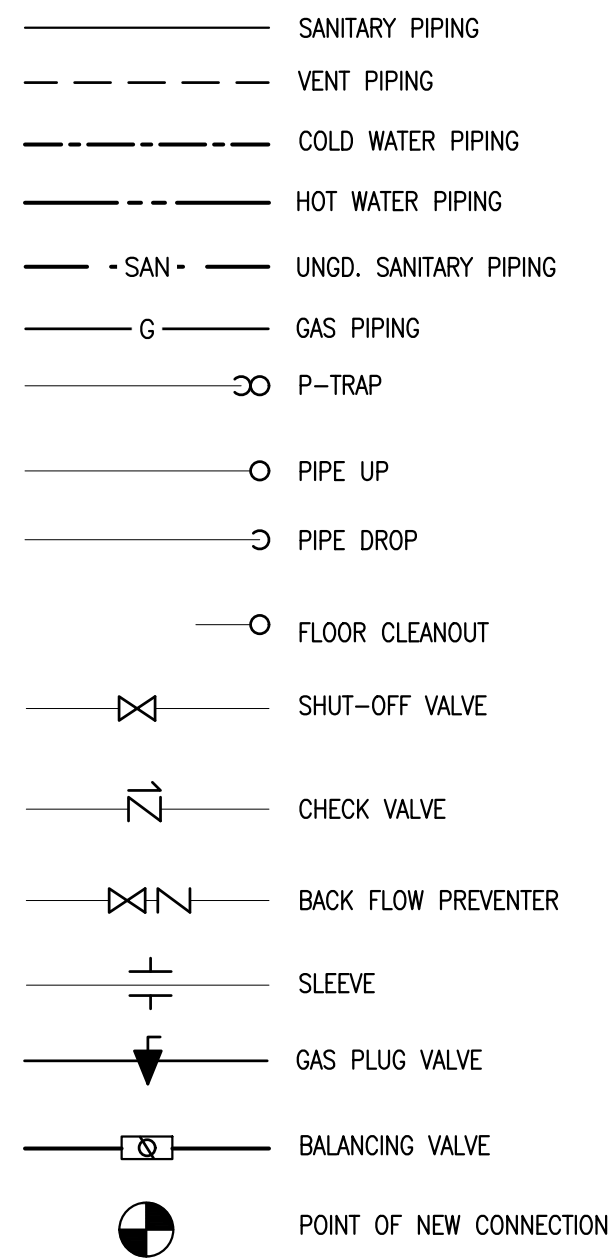 SANITARY PIPING
VENT PIPING
COLD WATER PIPING
HOT WATER PIPING
SAN UNGD. SANITARY PIPING
G GAS PIPING
P-TRAP
PIPE UP
PIPE DROP
FLOOR CLEANOUT
SHUT-OFF VALVE
CHECK VALVE
BACK FLOW PREVENTER
SLEEVE
GAS PLUG VALVE
BALANCING VALVE
POINT OF NEW CONNECTION